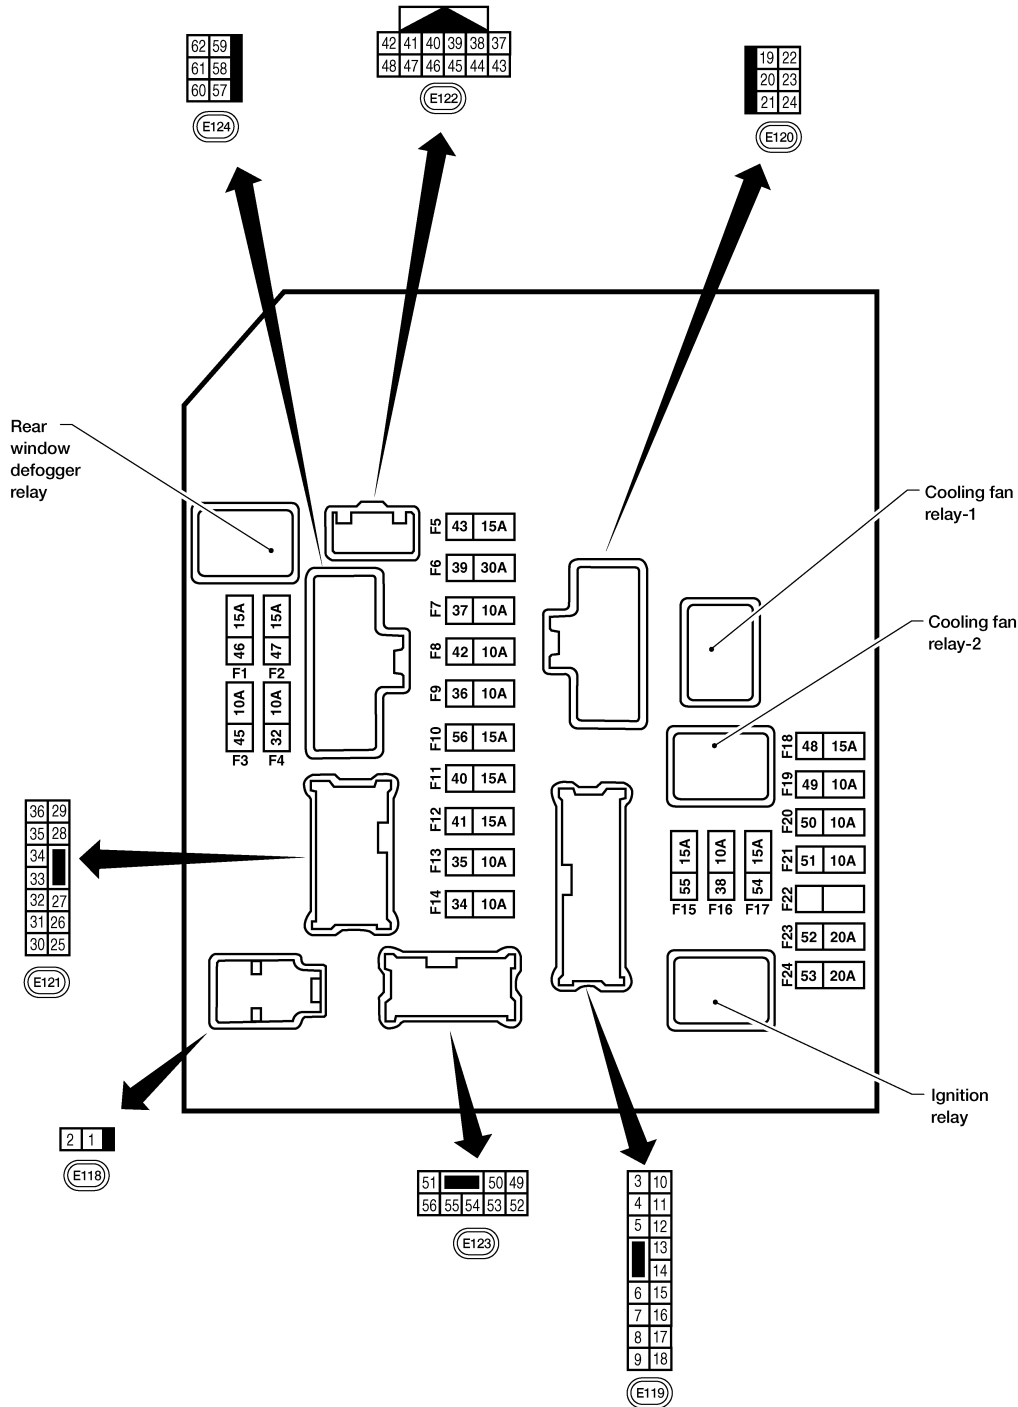 62 59
61 58
60 57
E124
42 41 40 39 38 37
48 47 46 45 44 43
E122
19 22
20 23
21 24
E120
Rear
window
defogger
relay
Cooling fan
relay-1
Cooling fan
relay-2
F5 43 15A
F6 39 30A
F7 37 10A
F8 42 10A
F9 36 10A
F10 56 15A
F11 40 15A
F12 41 15A
F13 35 10A
F14 34 10A
15A 15A
46 47
F1 F2
10A 10A
45 32
F3 F4
F18 48 15A
F19 49 10A
F20 50 10A
F21 51 10A
F22
F23 52 20A
F24 53 20A
15A 10A 15A
55 38 54
F15 F16 F17
36 29
35 28
34
33
32 27
31 26
30 25
E121
Ignition
relay
2 1
E118
51 50 49
56 55 54 53 52
E123
3 10
4 11
5 12
13
14
6 15
7 16
8 17
9 18
E119